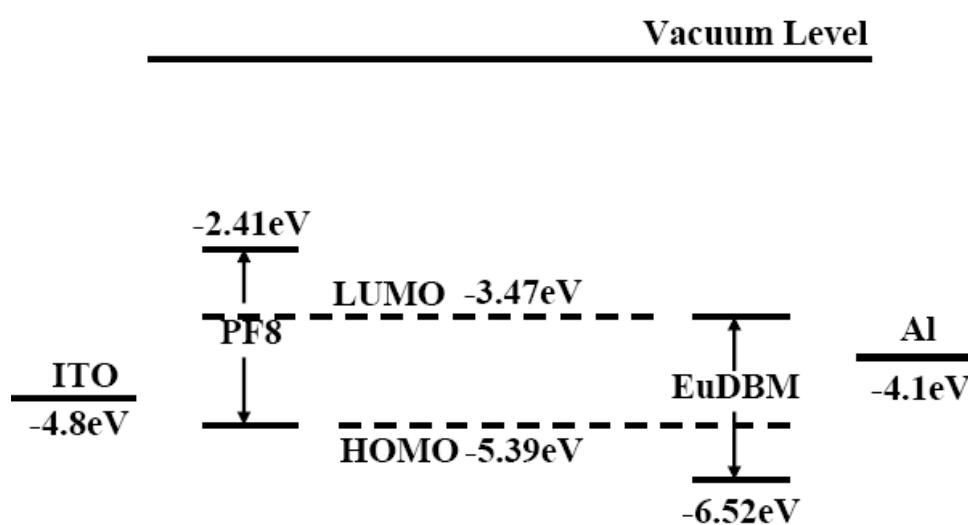 Vacuum Level
-2.41eV
LUMO -3.47eV
PF8
Al
ITO
EuDBM
-4.1eV
-4.8eV
HOMO -5.39eV
-6.52eV